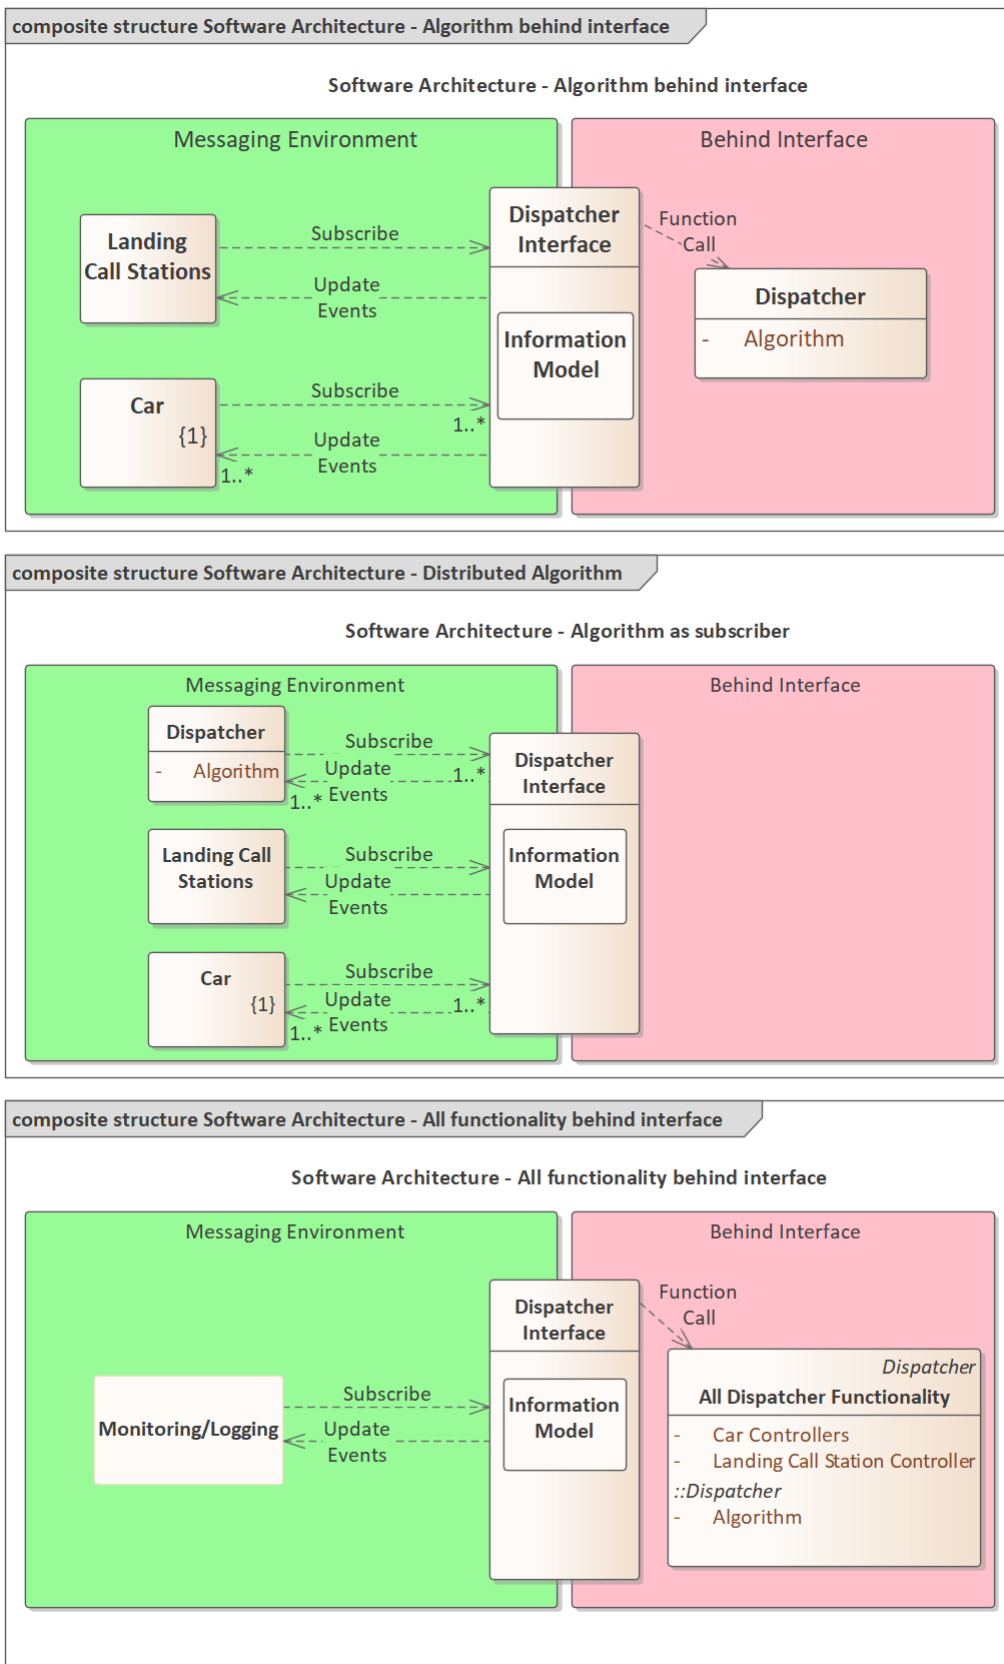 composite structure Software Architecture - Algorithm behind interface
Software Architecture - Algorithm behind interface
Messaging Environment
Behind Interface
Landing
Call Stations
Subscribe
Update
Events
Dispatcher
Interface
Information
Model
Function
Call
Dispatcher
- Algorithm
Car
{1}
Subscribe
1..*
Update
Events
1..*
composite structure Software Architecture - Distributed Algorithm
Software Architecture - Algorithm as subscriber
Messaging Environment
Behind Interface
Dispatcher
- Algorithm
Subscribe
Update
Events
1..*
1..*
Dispatcher
Interface
Information
Model
Landing Call
Stations
Subscribe
Update
Events
Car
{1}
Subscribe
Update
Events
1..*
1..*
composite structure Software Architecture - All functionality behind interface
Software Architecture - All functionality behind interface
Messaging Environment
Behind Interface
Monitoring/Logging
Subscribe
Update
Events
Dispatcher
Interface
Information
Model
Function
Call
Dispatcher
All Dispatcher Functionality
- Car Controllers
- Landing Call Station Controller
::Dispatcher
- Algorithm